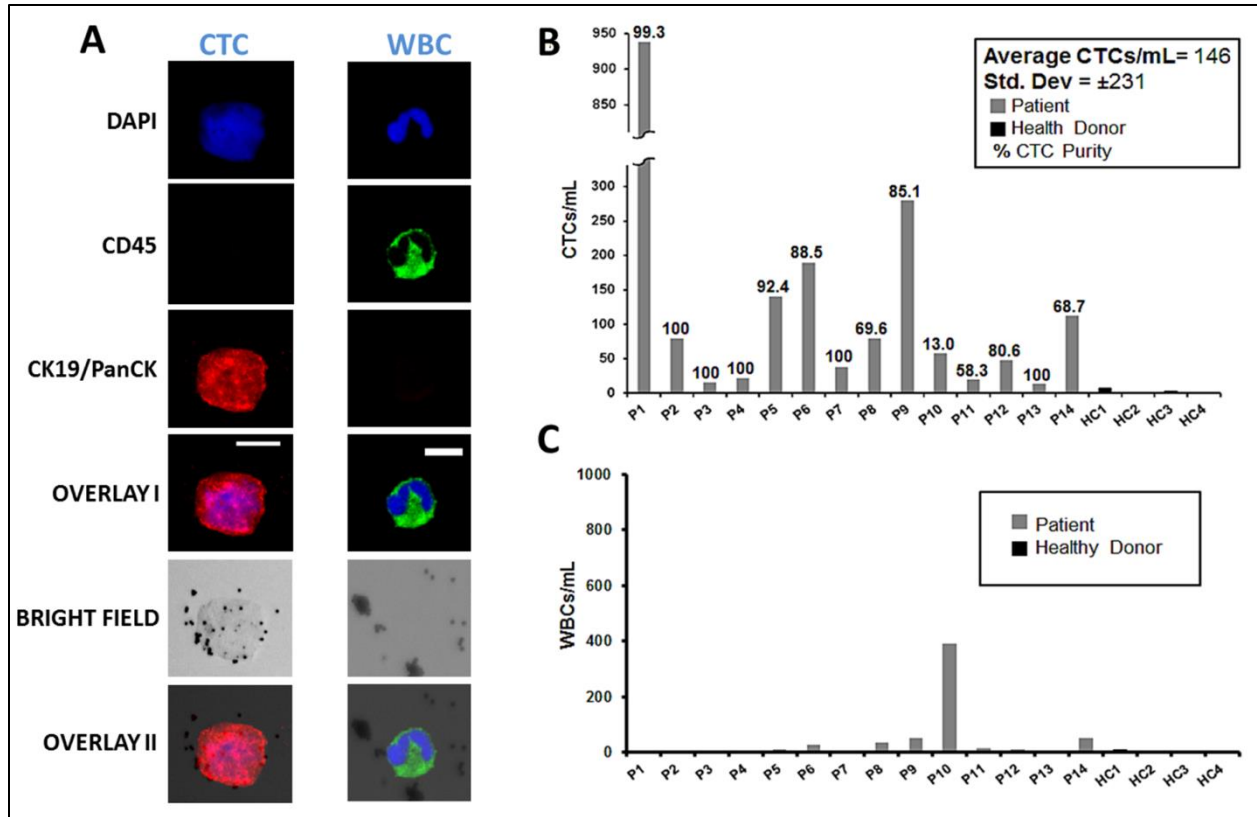 A
CTC
WBC
DAPI
CD45
CK19/PanCK
OVERLAY I
BRIGHT FIELD
OVERLAY II
B
CTCs/mL
950
900
850
300
250
200
150
100
50
0
99.3
100
100
100
92.4
88.5
100
69.6
85.1
13.0
58.3
80.6
100
68.7
P1 P2 P3 P4 P5 P6 P7 P8 P9 P10 P11 P12 P13 P14 HC1 HC2 HC3 HC4
Average CTCs/mL= 146
Std. Dev = ±231
Patient
Health Donor
% CTC Purity
C
WBCs/mL
1000
800
600
400
200
0
P1 P2 P3 P4 P5 P6 P7 P8 P9 P10 P11 P12 P13 P14 HC1 HC2 HC3 HC4
Patient
Healthy Donor